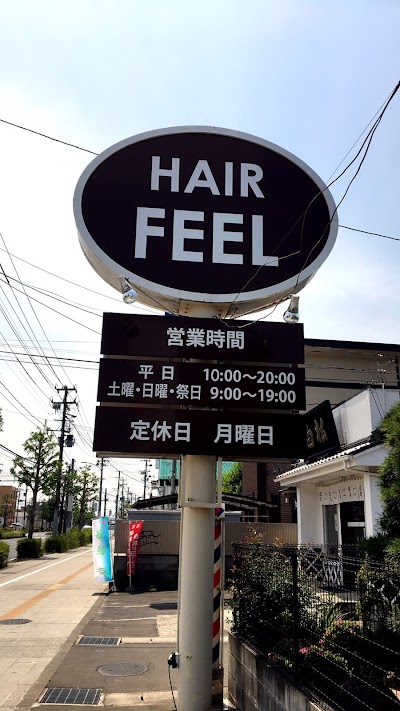 HAIR
FEEL
営業時間
平日 10:00～20:00
土曜・日曜・祭日 9:00～19:00
定休日 月曜日